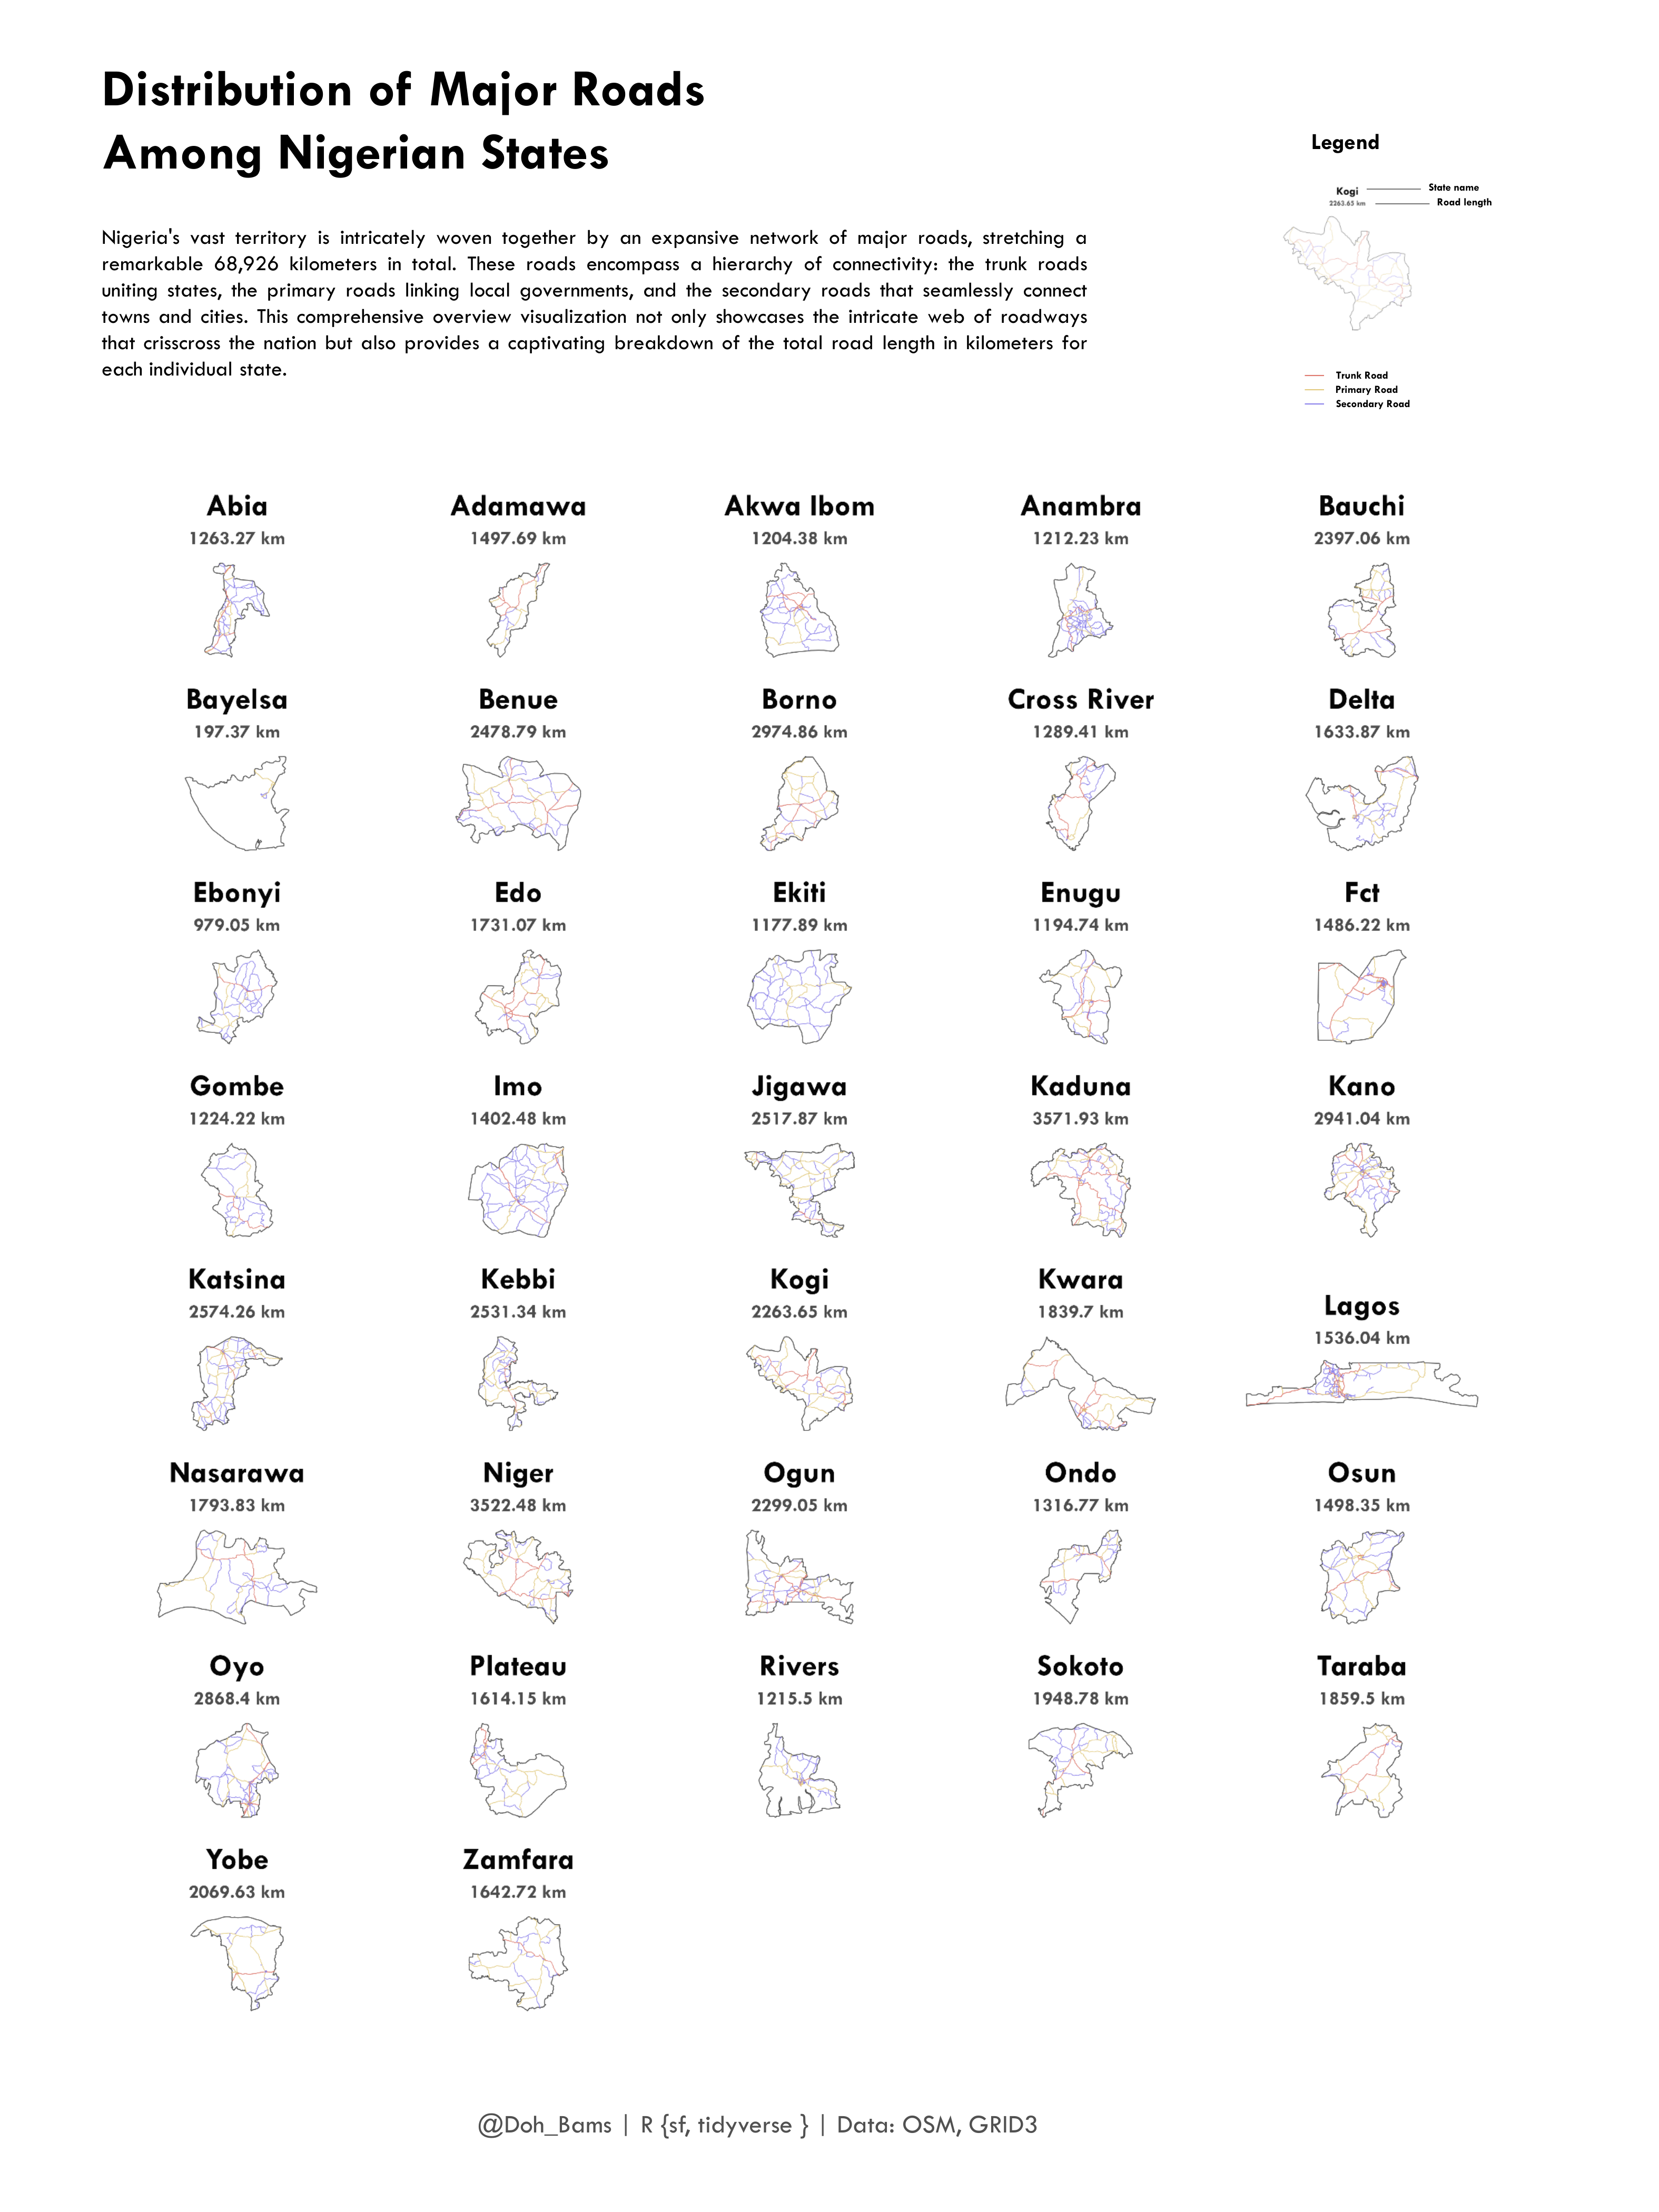 Distribution of Major Roads
Among Nigerian States
Nigeria's vast territory is intricately woven together by an expansive network of major roads, stretching a
remarkable 68,926 kilometers in total. These roads encompass a hierarchy of connectivity: the trunk roads
uniting states, the primary roads linking local governments, and the secondary roads that seamlessly connect
towns and cities. This comprehensive overview visualization not only showcases the intricate web of roadways
that crisscross the nation but also provides a captivating breakdown of the total road length in kilometers for
each individual state.
Legend
Kogi State name
2263.65 km Road length
Trunk Road
Primary Road
Secondary Road
Abia Adamawa Akwa Ibom Anambra Bauchi
1263.27 km 1497.69 km 1204.38 km 1212.23 km 2397.06 km
Bayelsa Benue Borno Cross River Delta
197.37 km 2478.79 km 2974.86 km 1289.41 km 1633.87 km
Ebonyi Edo Ekiti Enugu Fct
979.05 km 1731.07 km 1177.89 km 1194.74 km 1486.22 km
Gombe Imo Jigawa Kaduna Kano
1224.22 km 1402.48 km 2517.87 km 3571.93 km 2941.04 km
Katsina Kebbi Kogi Kwara Lagos
2574.26 km 2531.34 km 2263.65 km 1839.7 km 1536.04 km
Nasarawa Niger Ogun Ondo Osun
1793.83 km 3522.48 km 2299.05 km 1316.77 km 1498.35 km
Oyo Plateau Rivers Sokoto Taraba
2868.4 km 1614.15 km 1215.5 km 1948.78 km 1859.5 km
Yobe Zamfara
2069.63 km 1642.72 km
@Doh_Bams | R {sf, tidyverse } | Data: OSM, GRID3